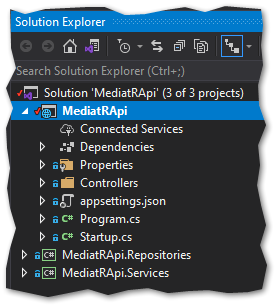 Solution Explorer
Search Solution Explorer (Ctrl+;)
Solution 'MediatRApi' (3 of 3 projects)
MediatRApi
Connected Services
Dependencies
Properties
Controllers
appsettings.json
C# Program.cs
C# Startup.cs
C# MediatRApi.Repositories
C# MediatRApi.Services